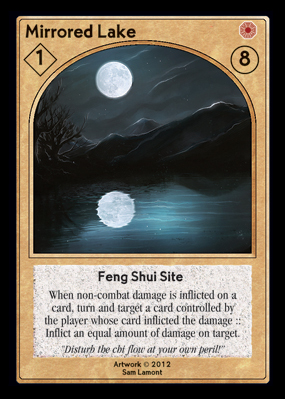 Mirrored Lake
1
8
Feng Shui Site
When non-combat damage is inflicted on a
card, turn and target a card controlled by
the player whose card inflicted the damage ::
Inflict an equal amount of damage on target.
"Disturb the chi flow at your own peril!"
Artwork © 2012
Sam Lamont